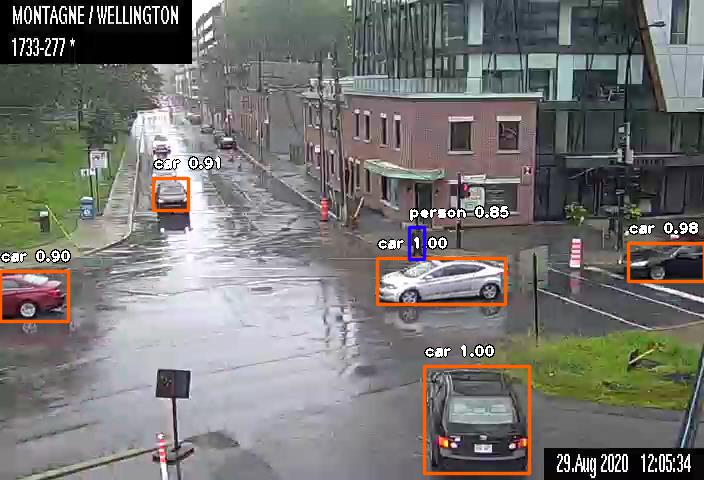 MONTAGNE / WELLINGTON
1733-277 *
car 0.91
person 0.85
car 1.00
car 0.98
car 0.90
car 1.00
29.Aug 2020 12:05:34